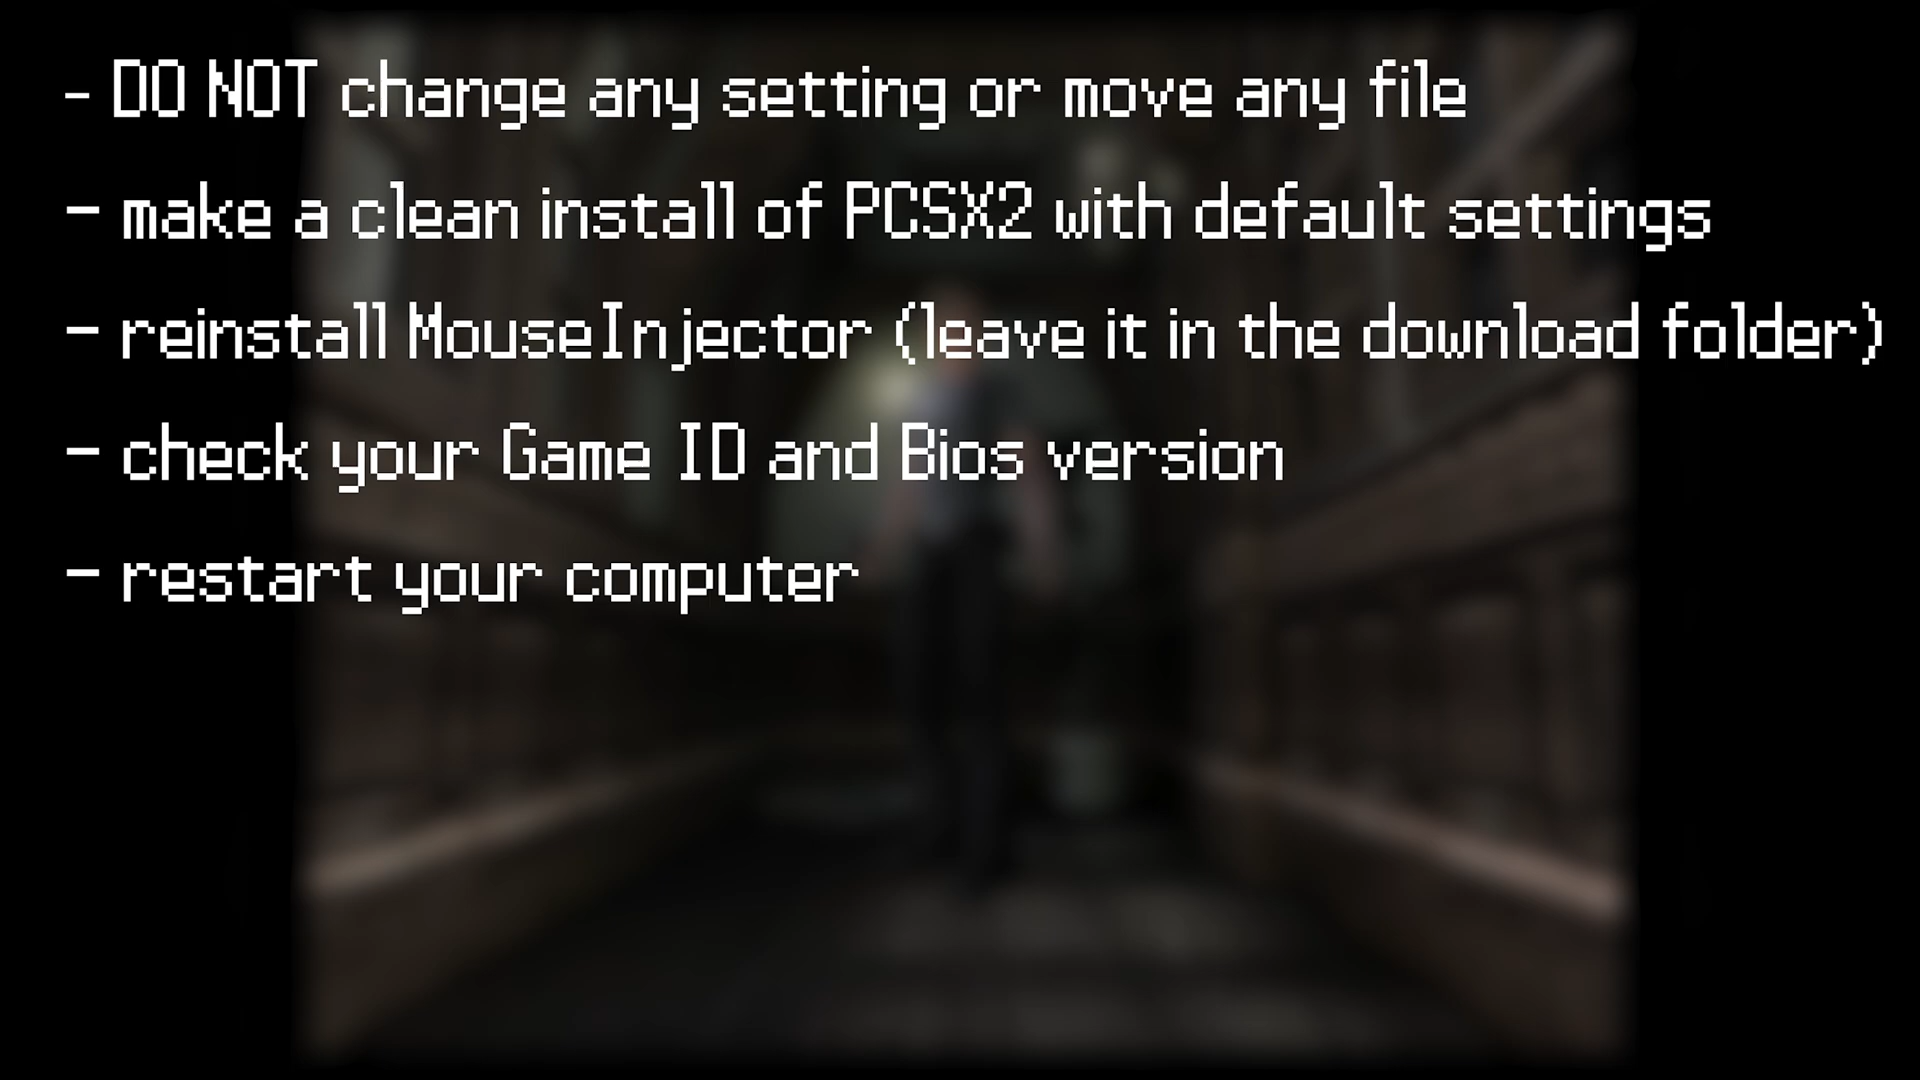 - DO NOT change any setting or move any file
- make a clean install of PCSX2 with default settings
- reinstall MouseInjector (leave it in the download folder)
- check your Game ID and Bios version
- restart your computer